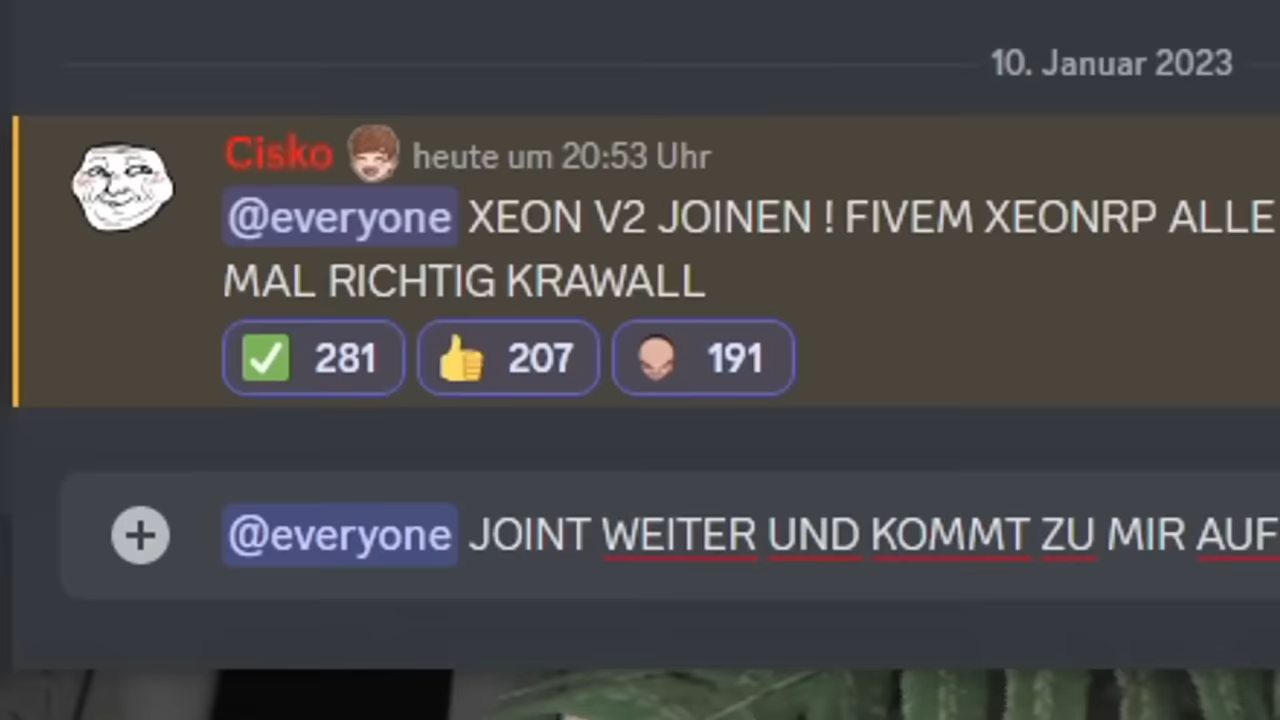 10. Januar 2023
Cisko heute um 20:53 Uhr
@everyone XEON V2 JOINEN ! FIVEM XEONRP ALLE
MAL RICHTIG KRAWALL
281 207 191
@everyone JOINT WEITER UND KOMMT ZU MIR AUF